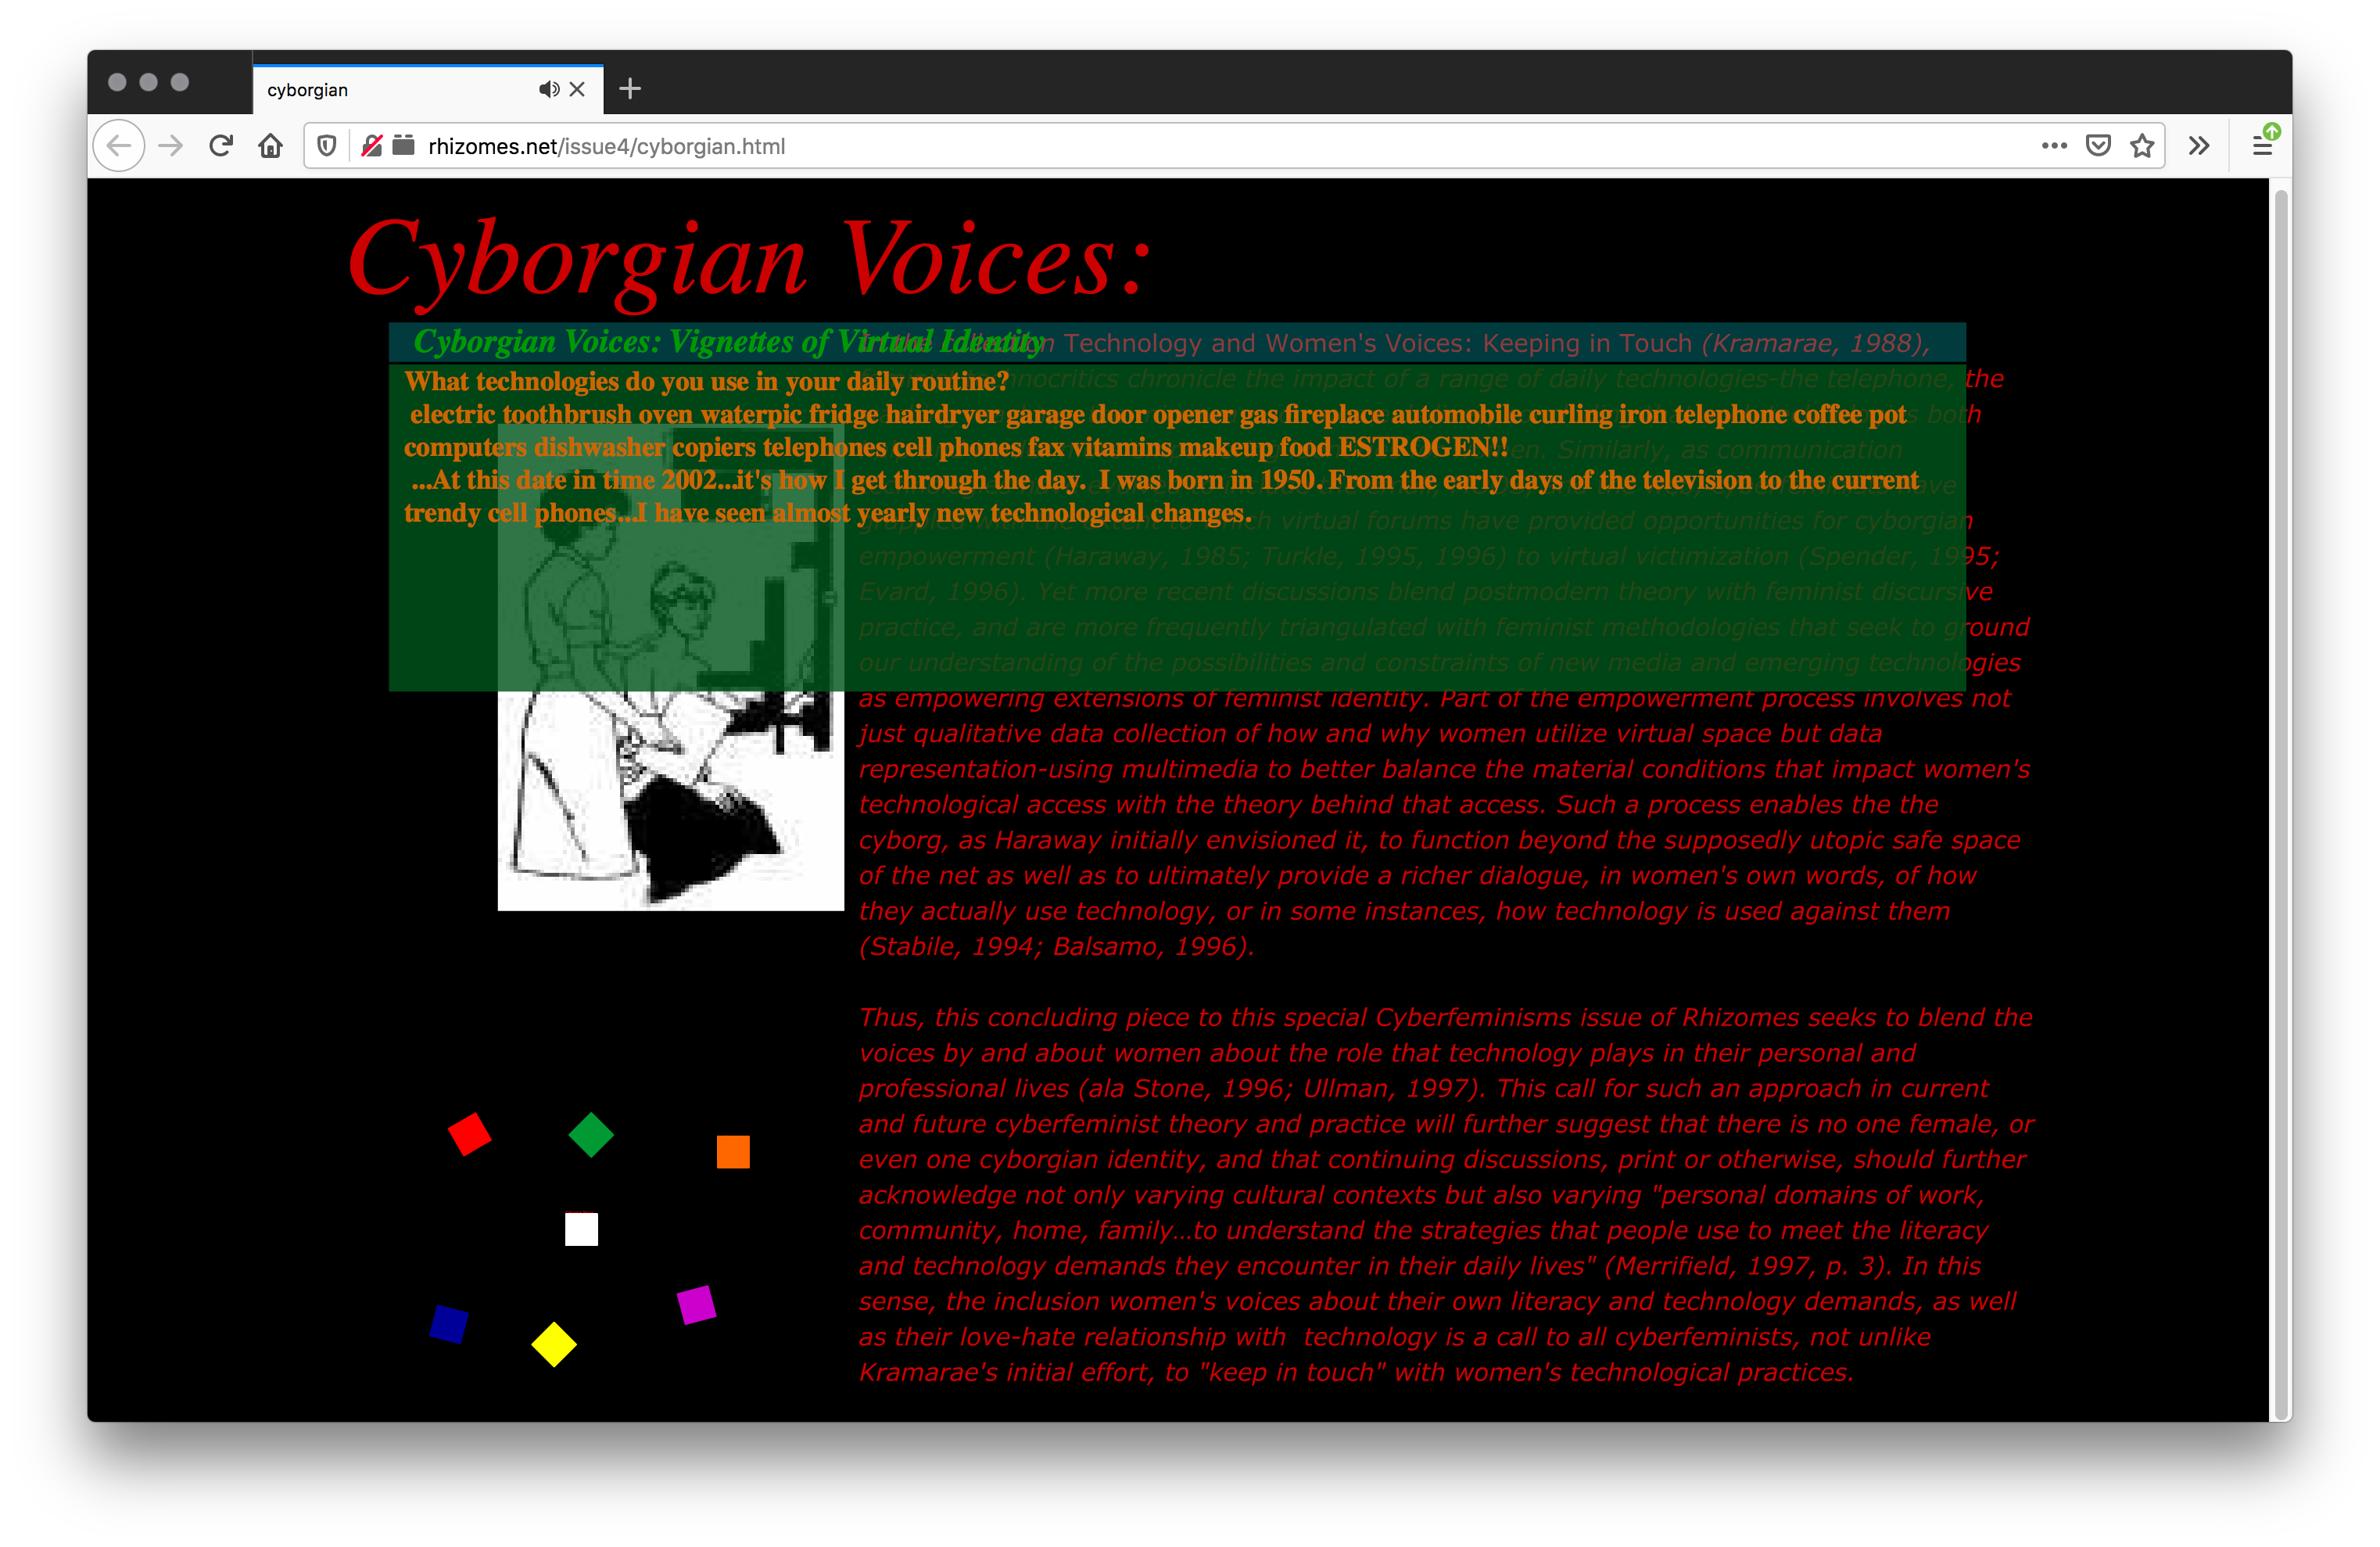 cyborgian
rhizomes.net/issue4/cyborgian.html
Cyborgian Voices:
Cyborgian Voices: Vignettes of Virtual Identity
In the collection Technology and Women's Voices: Keeping in Touch (Kramarae, 1988),
What technologies do you use in your daily routine?
electric toothbrush oven waterpic fridge hairdryer garage door opener gas fireplace automobile curling iron telephone coffee pot
computers dishwasher copiers telephones cell phones fax vitamins makeup food ESTROGEN!!
...At this date in time 2002...it's how I get through the day. I was born in 1950. From the early days of the television to the current
trendy cell phones...I have seen almost yearly new technological changes.
chronicle the impact of a range of daily technologies-the telephone, the
both
Similarly, as communication
have
virtual forums have provided opportunities for cyborgian
empowerment (Haraway, 1985; Turkle, 1995, 1996) to virtual victimization (Spender, 1995;
Evard, 1996). Yet more recent discussions blend postmodern theory with feminist discursive
practice, and are more frequently triangulated with feminist methodologies that seek to ground
our understanding of the possibilities and constraints of new media and emerging technologies
as empowering extensions of feminist identity. Part of the empowerment process involves not
just qualitative data collection of how and why women utilize virtual space but data
representation-using multimedia to better balance the material conditions that impact women's
technological access with the theory behind that access. Such a process enables the the
cyborg, as Haraway initially envisioned it, to function beyond the supposedly utopic safe space
of the net as well as to ultimately provide a richer dialogue, in women's own words, of how
they actually use technology, or in some instances, how technology is used against them
(Stabile, 1994; Balsamo, 1996).
Thus, this concluding piece to this special Cyberfeminisms issue of Rhizomes seeks to blend the
voices by and about women about the role that technology plays in their personal and
professional lives (ala Stone, 1996; Ullman, 1997). This call for such an approach in current
and future cyberfeminist theory and practice will further suggest that there is no one female, or
even one cyborgian identity, and that continuing discussions, print or otherwise, should further
acknowledge not only varying cultural contexts but also varying "personal domains of work,
community, home, family...to understand the strategies that people use to meet the literacy
and technology demands they encounter in their daily lives" (Merrifield, 1997, p. 3). In this
sense, the inclusion women's voices about their own literacy and technology demands, as well
as their love-hate relationship with technology is a call to all cyberfeminists, not unlike
Kramarae's initial effort, to "keep in touch" with women's technological practices.